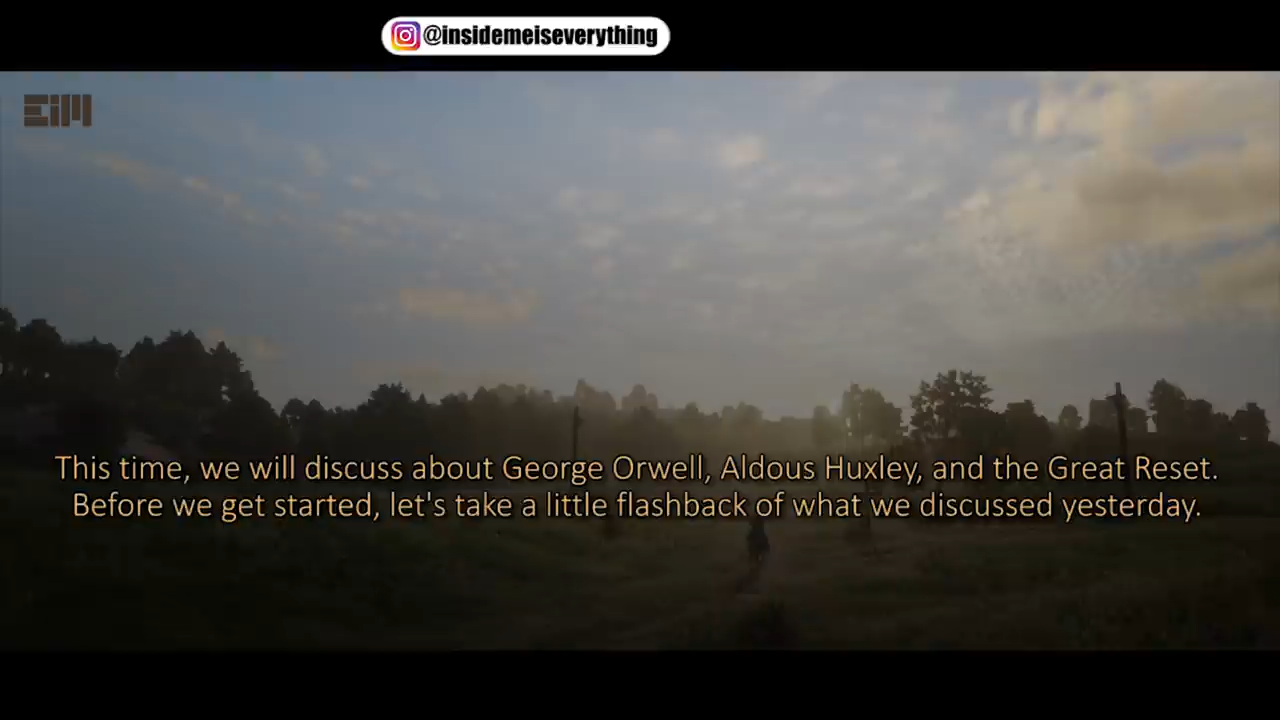 @insidemeiseverything
EiM
This time, we will discuss about George Orwell, Aldous Huxley, and the Great Reset.
Before we get started, let's take a little flashback of what we discussed yesterday.